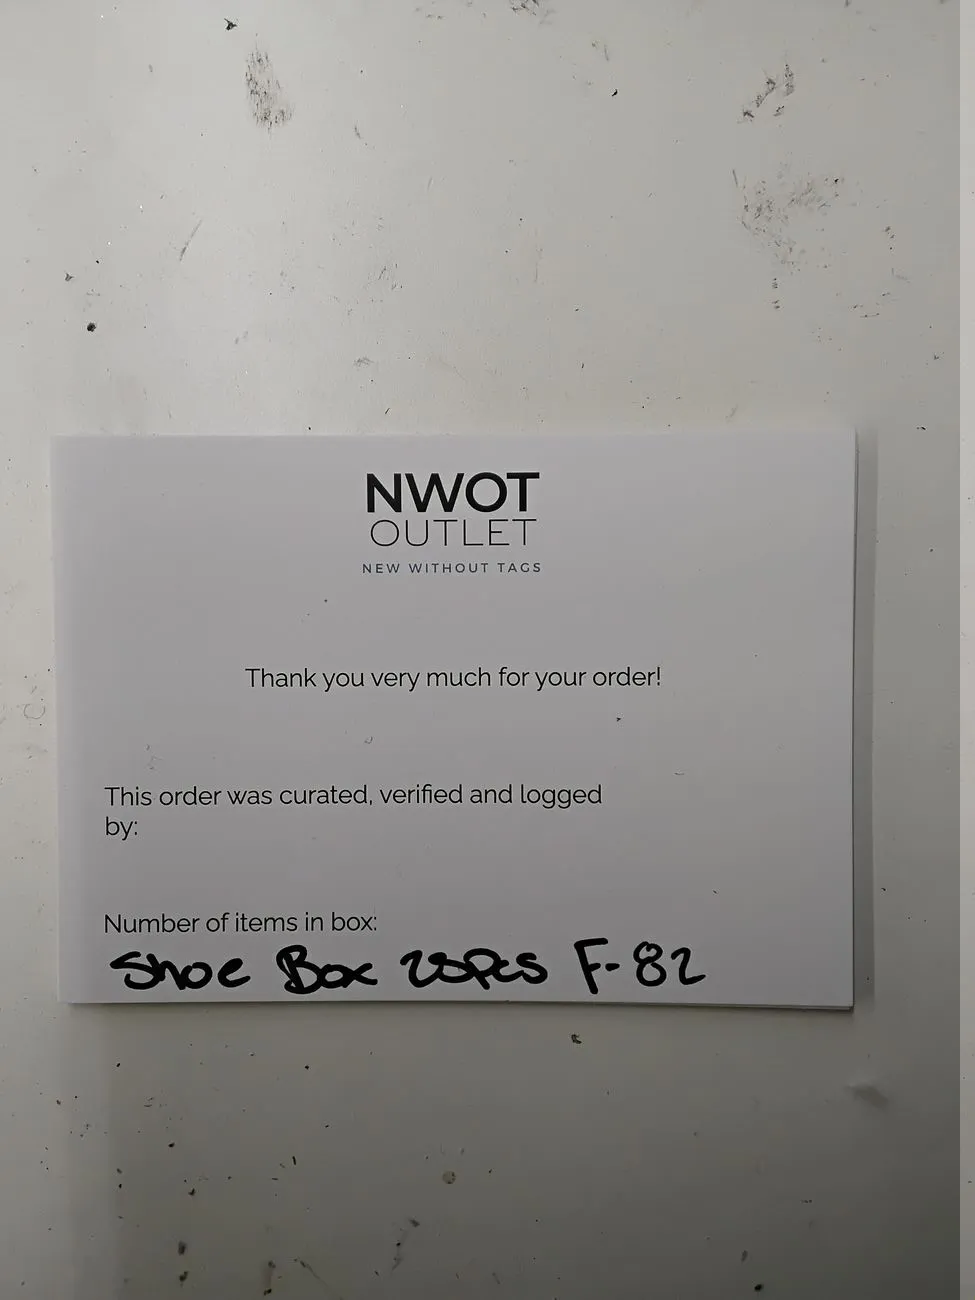 NWOT
OUTLET
NEW WITHOUT TAGS
Thank you very much for your order!
This order was curated, verified and logged
by:
Number of items in box:
Shoe Box 25Pcs F-82